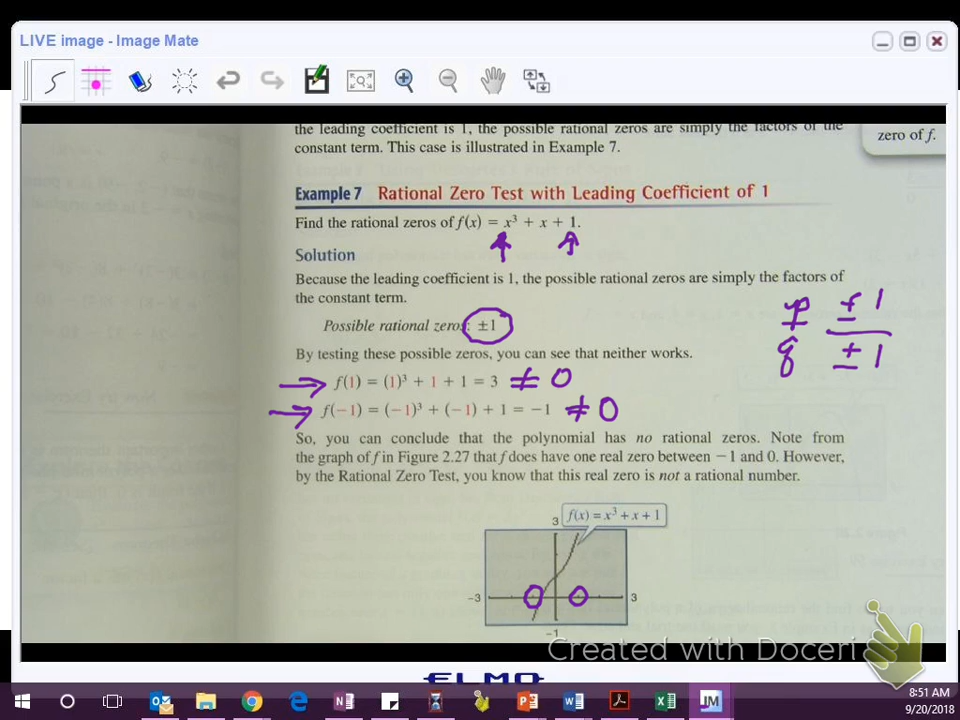 LIVE image - Image Mate
the leading coefficient is 1, the possible rational zeros are simply the factors of the
constant term. This case is illustrated in Example 7.
zero of f.
Example 7 Rational Zero Test with Leading Coefficient of 1
Find the rational zeros of f(x) = x³ + x + 1.
Solution
Because the leading coefficient is 1, the possible rational zeros are simply the factors of
the constant term.
Possible rational zeros: ±1
p ±1
q ±1
By testing these possible zeros, you can see that neither works.
f(1) = (1)³ + 1 + 1 = 3 ≠ 0
f(−1) = (−1)³ + (−1) + 1 = −1 ≠ 0
So, you can conclude that the polynomial has no rational zeros. Note from
the graph of f in Figure 2.27 that f does have one real zero between −1 and 0. However,
by the Rational Zero Test, you know that this real zero is not a rational number.
3
f(x) = x³ + x + 1
−3
3
−1
Created with Doceri
ELMO
8:51 AM
9/20/2018